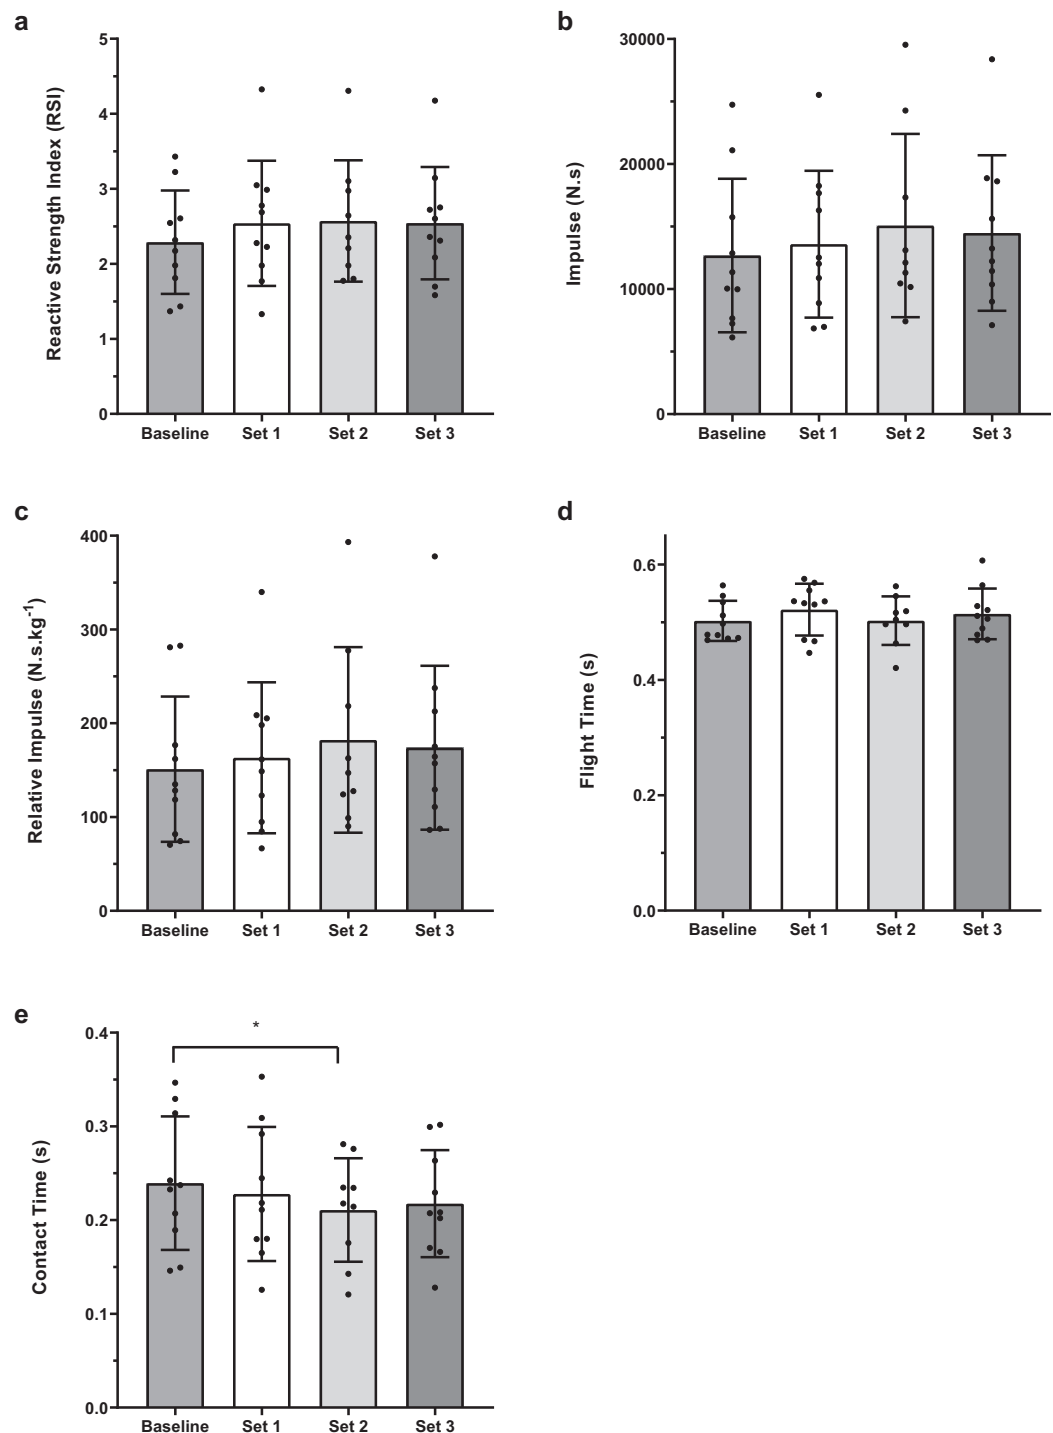 a
Reactive Strength Index (RSI)
5
4
3
2
1
0
Baseline Set 1 Set 2 Set 3
b
Impulse (N.s)
30000
20000
10000
0
Baseline Set 1 Set 2 Set 3
c
Relative Impulse (N.s.kg-1)
400
300
200
100
0
Baseline Set 1 Set 2 Set 3
d
Flight Time (s)
0.6
0.4
0.2
0.0
Baseline Set 1 Set 2 Set 3
e
Contact Time (s)
*
0.4
0.3
0.2
0.1
0.0
Baseline Set 1 Set 2 Set 3